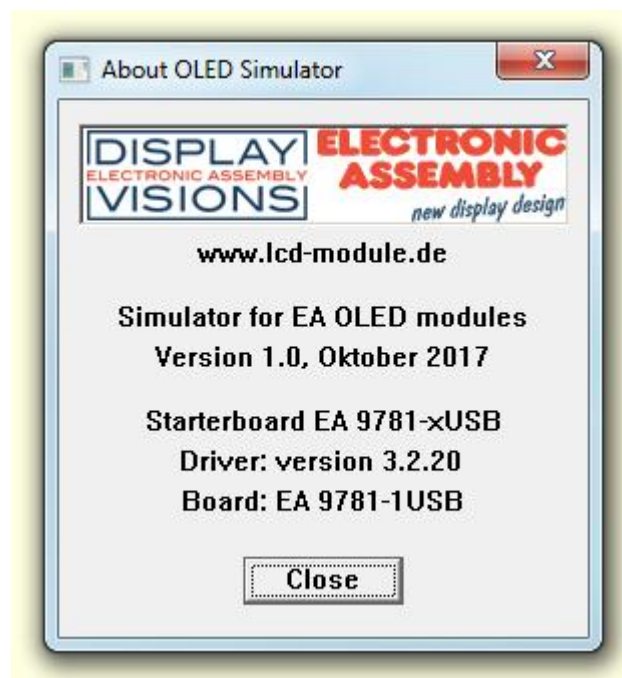 About OLED Simulator
DISPLAY
ELECTRONIC ASSEMBLY
VISIONS
ELECTRONIC
ASSEMBLY
new display design
www.lcd-module.de
Simulator for EA OLED modules
Version 1.0, Oktober 2017
Starterboard EA 9781-xUSB
Driver: version 3.2.20
Board: EA 9781-1USB
Close